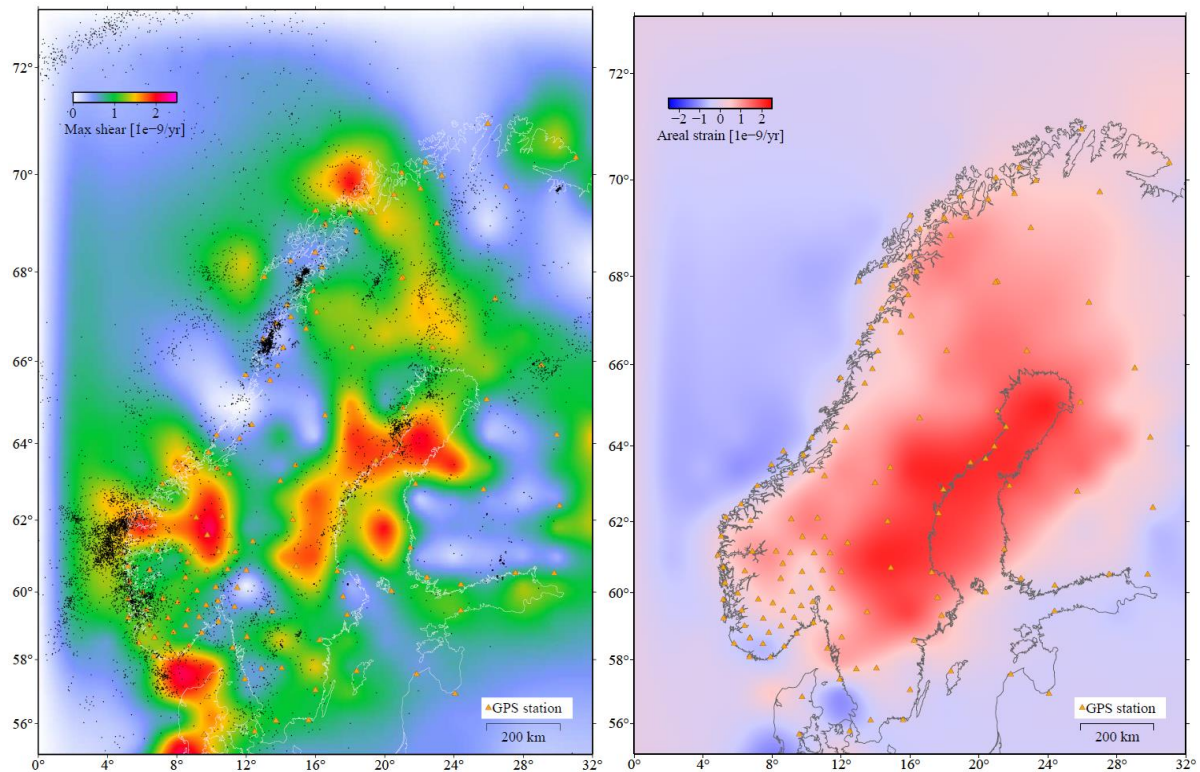 72°
70°
68°
66°
64°
62°
60°
58°
56°
0 1 2
Max shear [1e−9/yr]
GPS station
200 km
0° 4° 8° 12° 16° 20° 24° 28° 32°
72°
70°
68°
66°
64°
62°
60°
58°
56°
−2 −1 0 1 2
Areal strain [1e−9/yr]
GPS station
200 km
0° 4° 8° 12° 16° 20° 24° 28° 32°